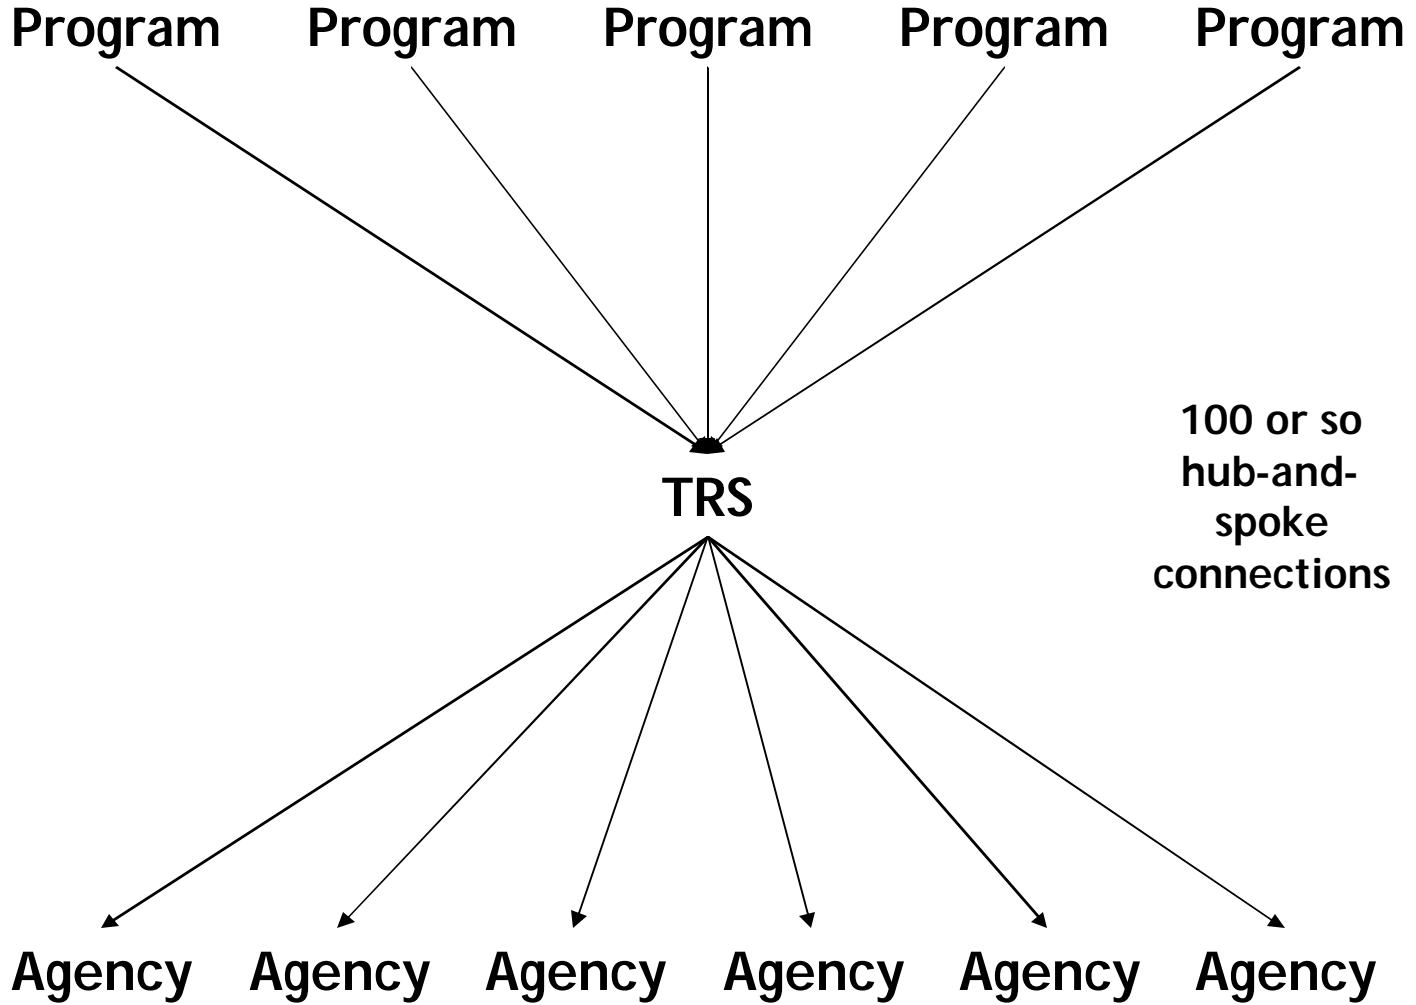 Program Program Program Program Program
100 or so
hub-and-
spoke
connections
TRS
Agency Agency Agency Agency Agency Agency